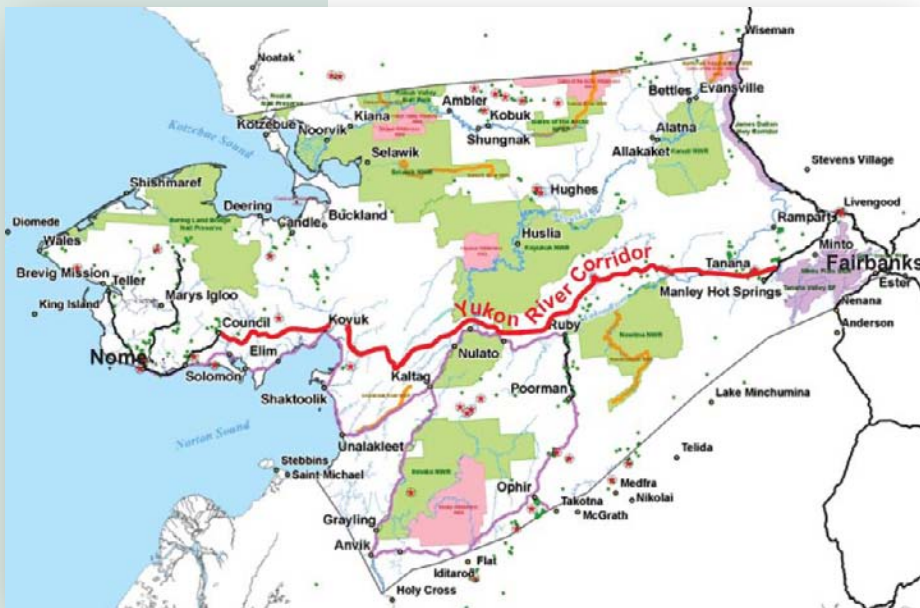 Wiseman
Noatak
Bettles
Evansville
Ambler
Kobuk
Kiana
Shungnak
Kotzebue
Noorvik
Kotzebue Sound
Alatna
Allakaket
Selawik
Stevens Village
Shishmaref
Hughes
Deering
Candle
Buckland
Livengood
Rampart
Diomede
Wales
Huslia
Koyukuk NWR
Minto
Tanana
Fairbanks
Brevig Mission
Teller
Manley Hot Springs
Ester
King Island
Marys Igloo
Yukon River Corridor
Nenana
Council
Koyuk
Ruby
Anderson
Nome
Elim
Nulato
Solomon
Kaltag
Shaktoolik
Poorman
Lake Minchumina
Norton Sound
Unalakleet
Telida
Stebbins
Saint Michael
Medfra
Nikolai
Ophir
Takotna
McGrath
Grayling
Anvik
Flat
Iditarod
Holy Cross